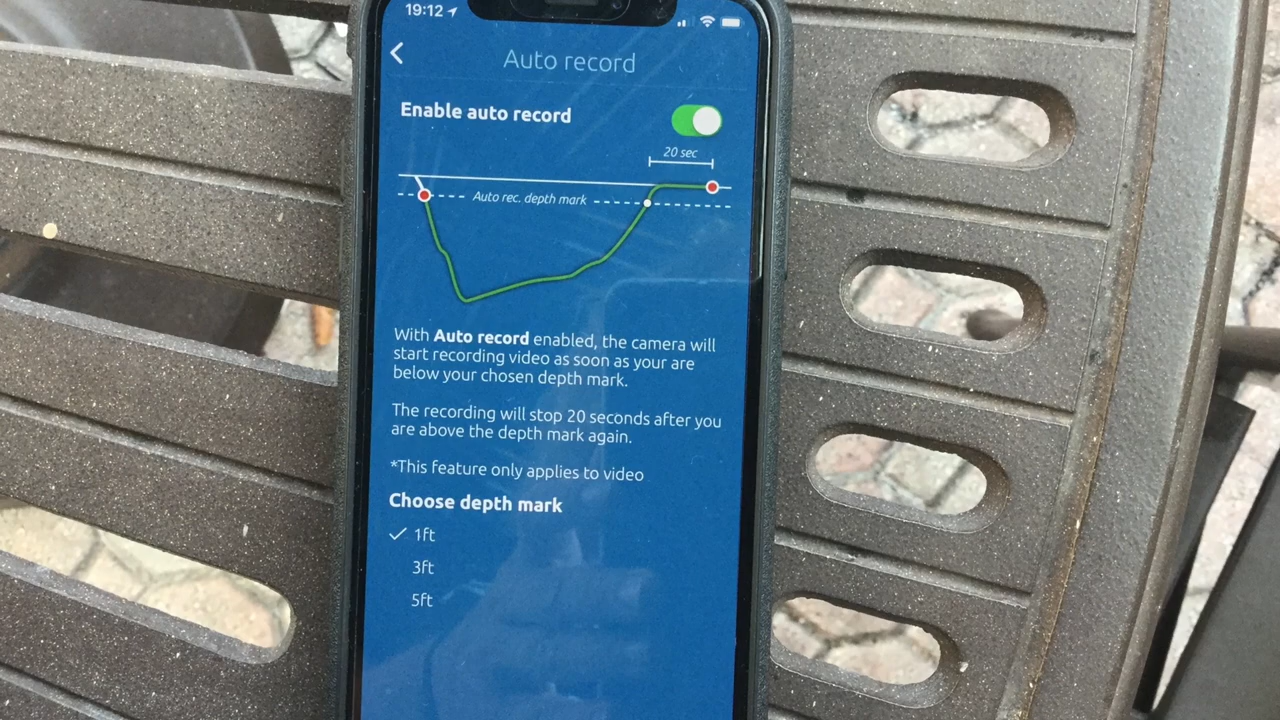 19:12
Auto record
Enable auto record
20 sec
Auto rec. depth mark
With Auto record enabled, the camera will
start recording video as soon as your are
below your chosen depth mark.
The recording will stop 20 seconds after you
are above the depth mark again.
*This feature only applies to video
Choose depth mark
1ft
3ft
5ft